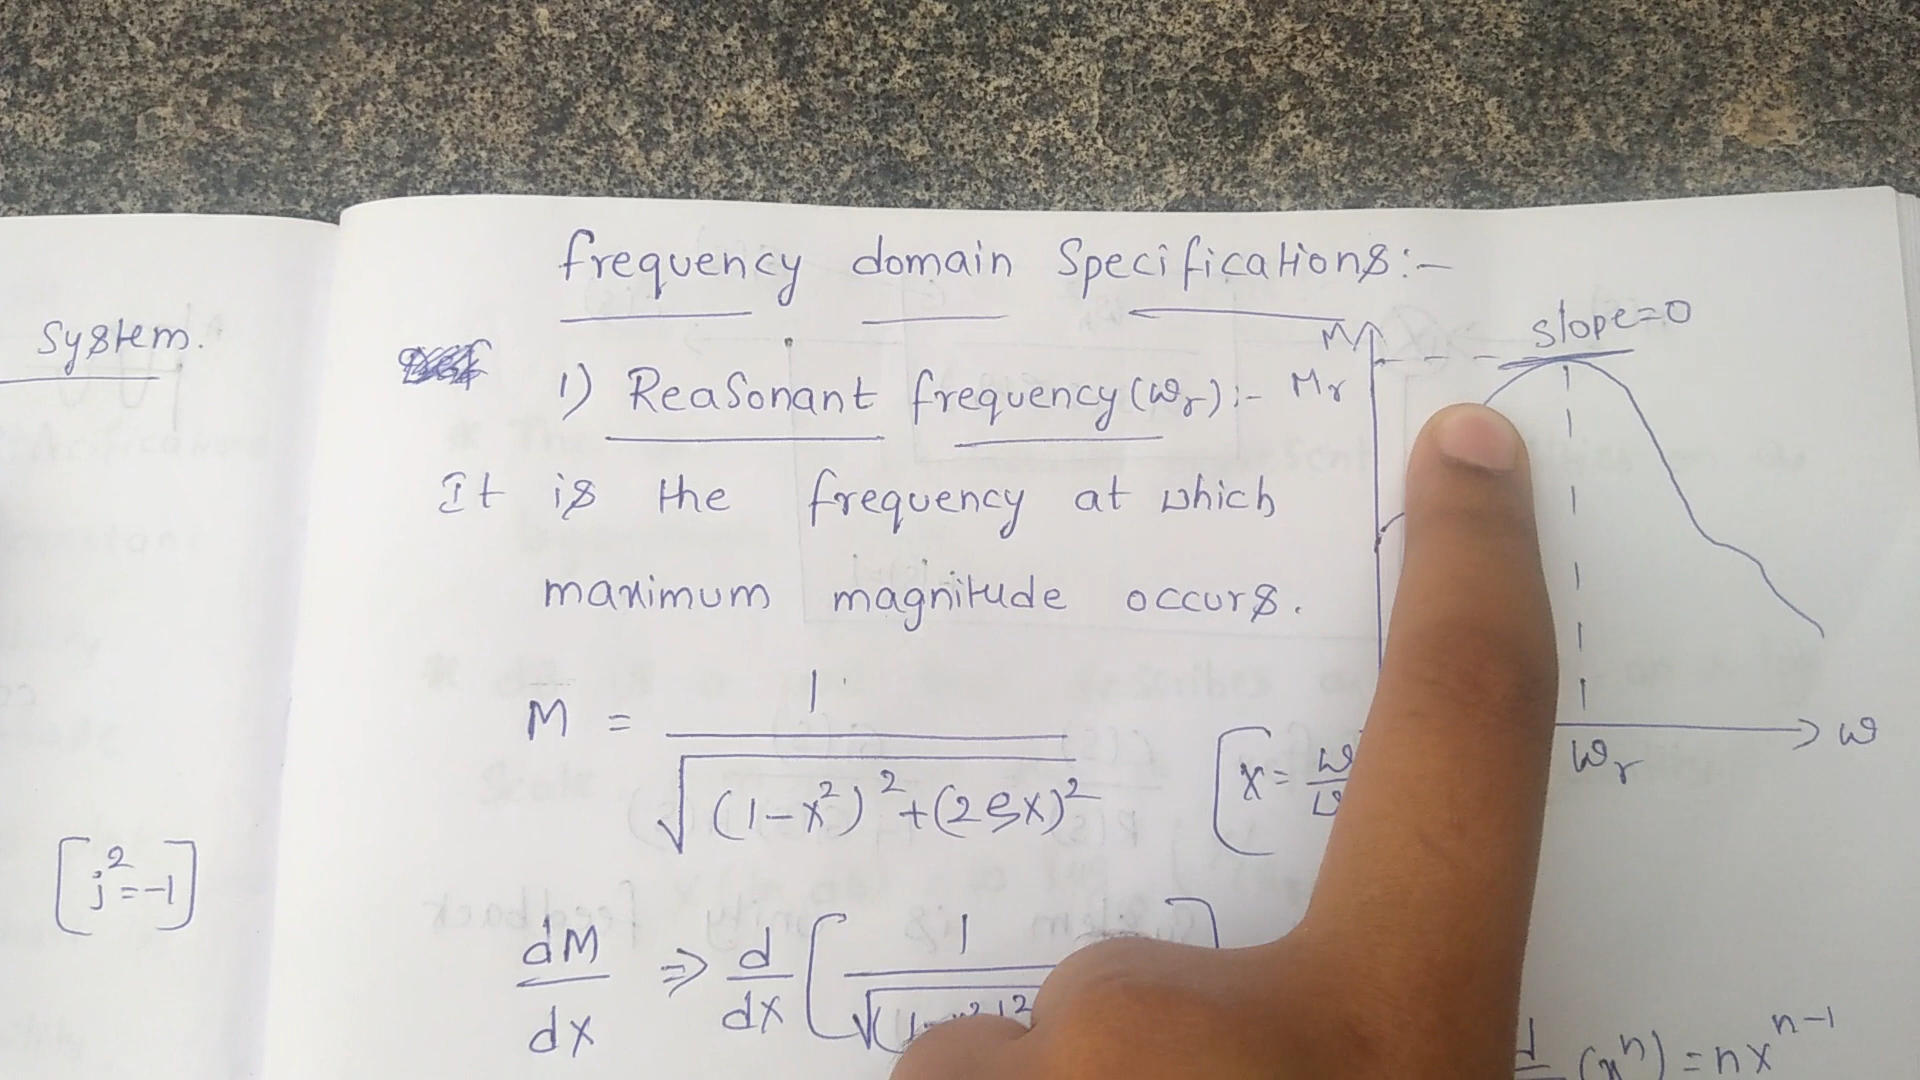 frequency domain Specifications:-
System.
1) Reasonant frequency (ωr):-
It is the frequency at which
maximum magnitude occurs.
M = 1 / √((1-x²)² + (2ξx)²)
[x = ω
dM/dx ⇒ d/dx [1 / √(1-
[j² = -1]
(xⁿ) = nxⁿ⁻¹
M
slope=0
Mr
ωr
ω